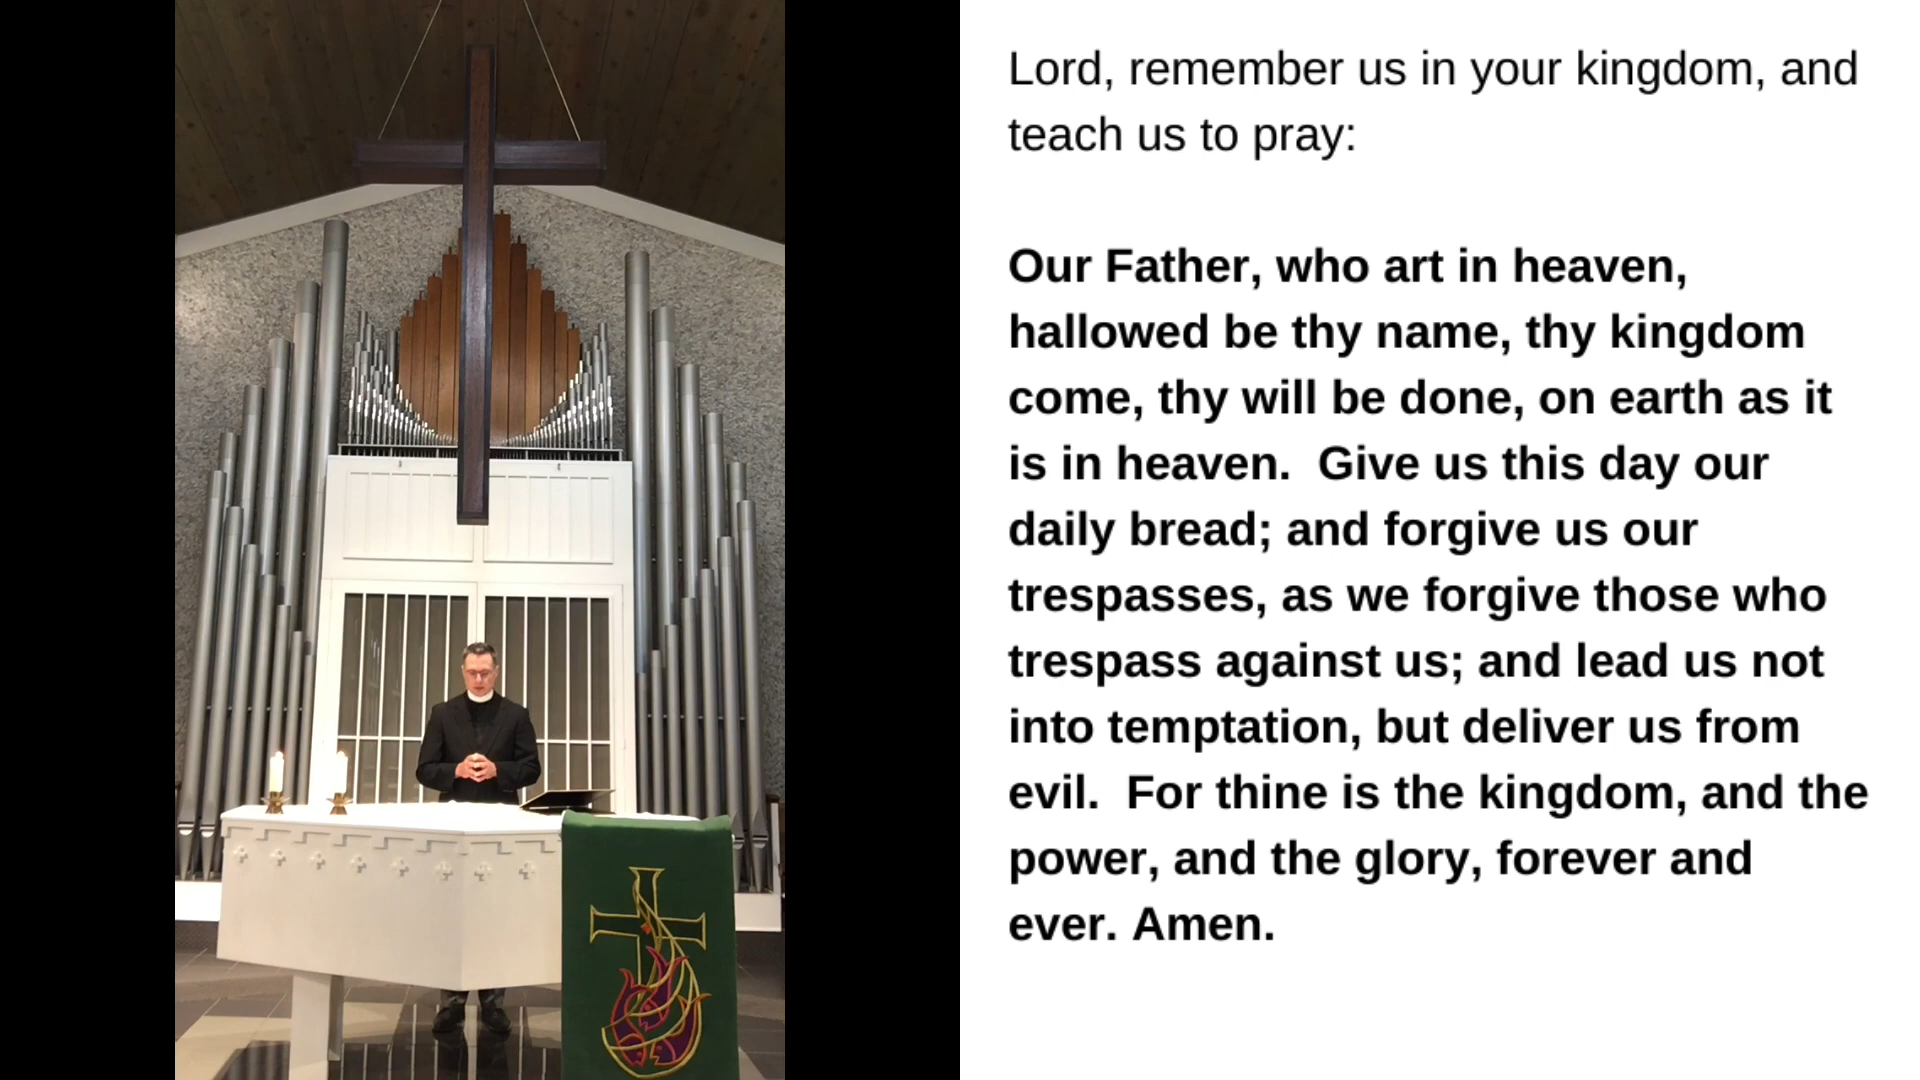 Lord, remember us in your kingdom, and
teach us to pray:
Our Father, who art in heaven,
hallowed be thy name, thy kingdom
come, thy will be done, on earth as it
is in heaven.  Give us this day our
daily bread; and forgive us our
trespasses, as we forgive those who
trespass against us; and lead us not
into temptation, but deliver us from
evil.  For thine is the kingdom, and the
power, and the glory, forever and
ever. Amen.